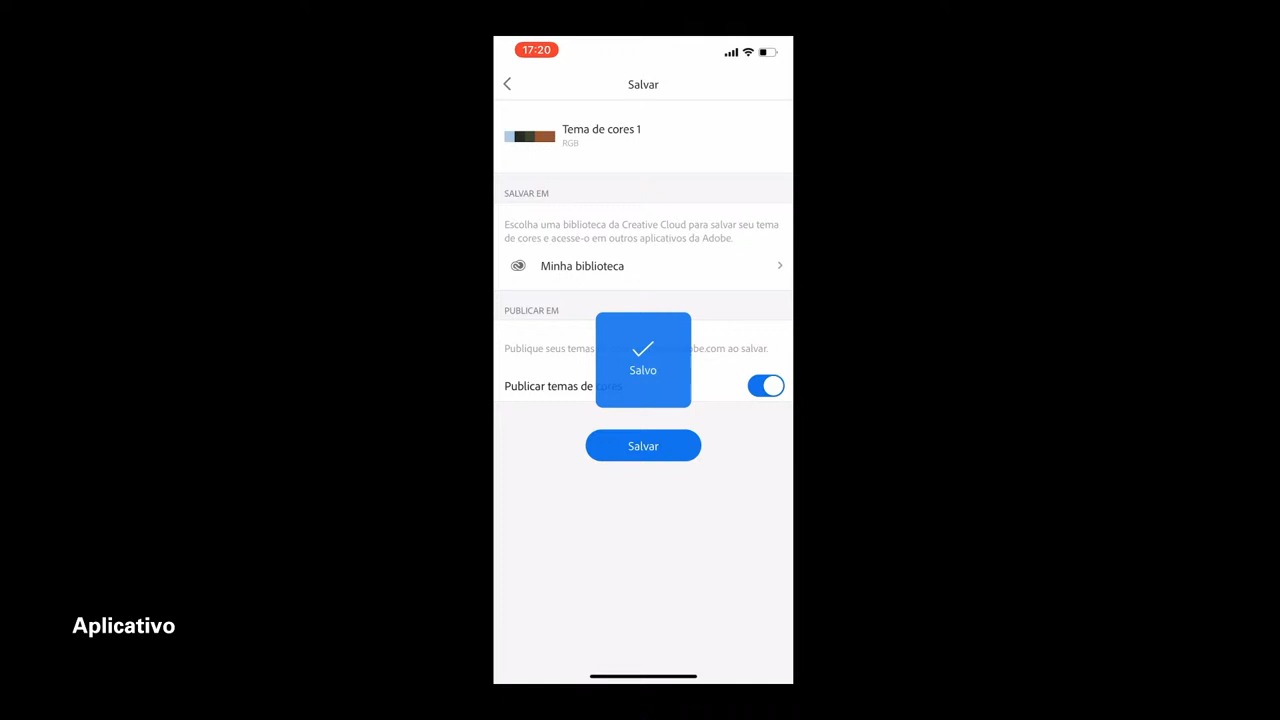 17:20
Salvar
Tema de cores 1
RGB
SALVAR EM
Escolha uma biblioteca da Creative Cloud para salvar seu tema
de cores e acesse-o em outros aplicativos da Adobe.
Minha biblioteca
PUBLICAR EM
Publique seus temas be.com ao salvar.
Salvo
Publicar temas de cores
Salvar
Aplicativo